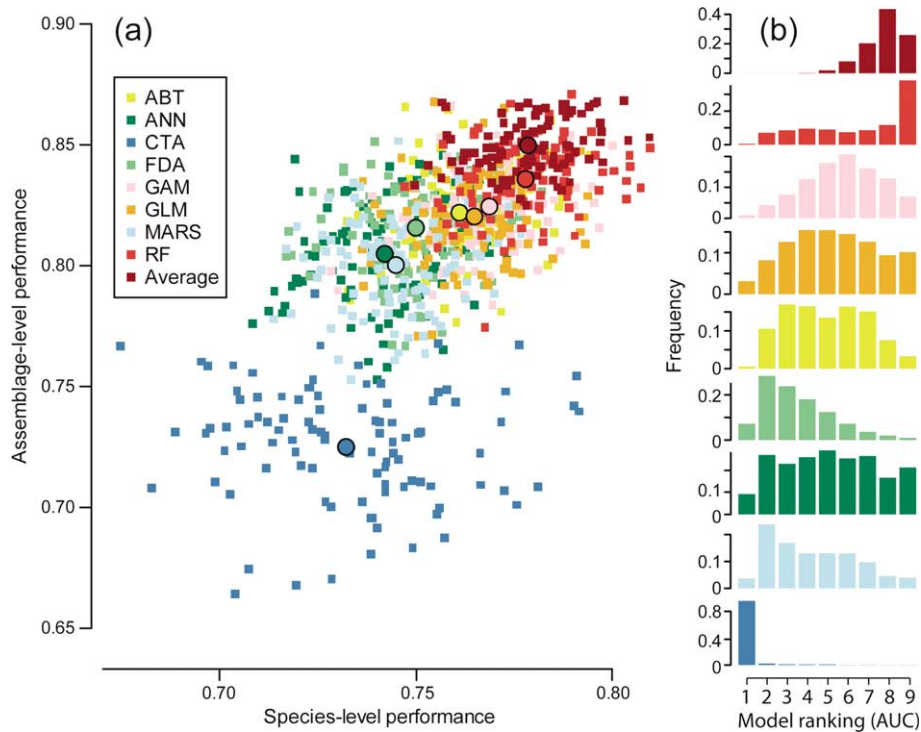 (a)
0.90
0.85
0.80
0.75
0.70
0.65
Assemblage-level performance
ABT
ANN
CTA
FDA
GAM
GLM
MARS
RF
Average
0.70 0.75 0.80
Species-level performance
(b)
0.4
0.2
0
0.2
0
0.1
0
0.1
0
0.1
0
0.2
0
0.1
0
0.1
0
0.8
0.4
0
Frequency
1 2 3 4 5 6 7 8 9
Model ranking (AUC)